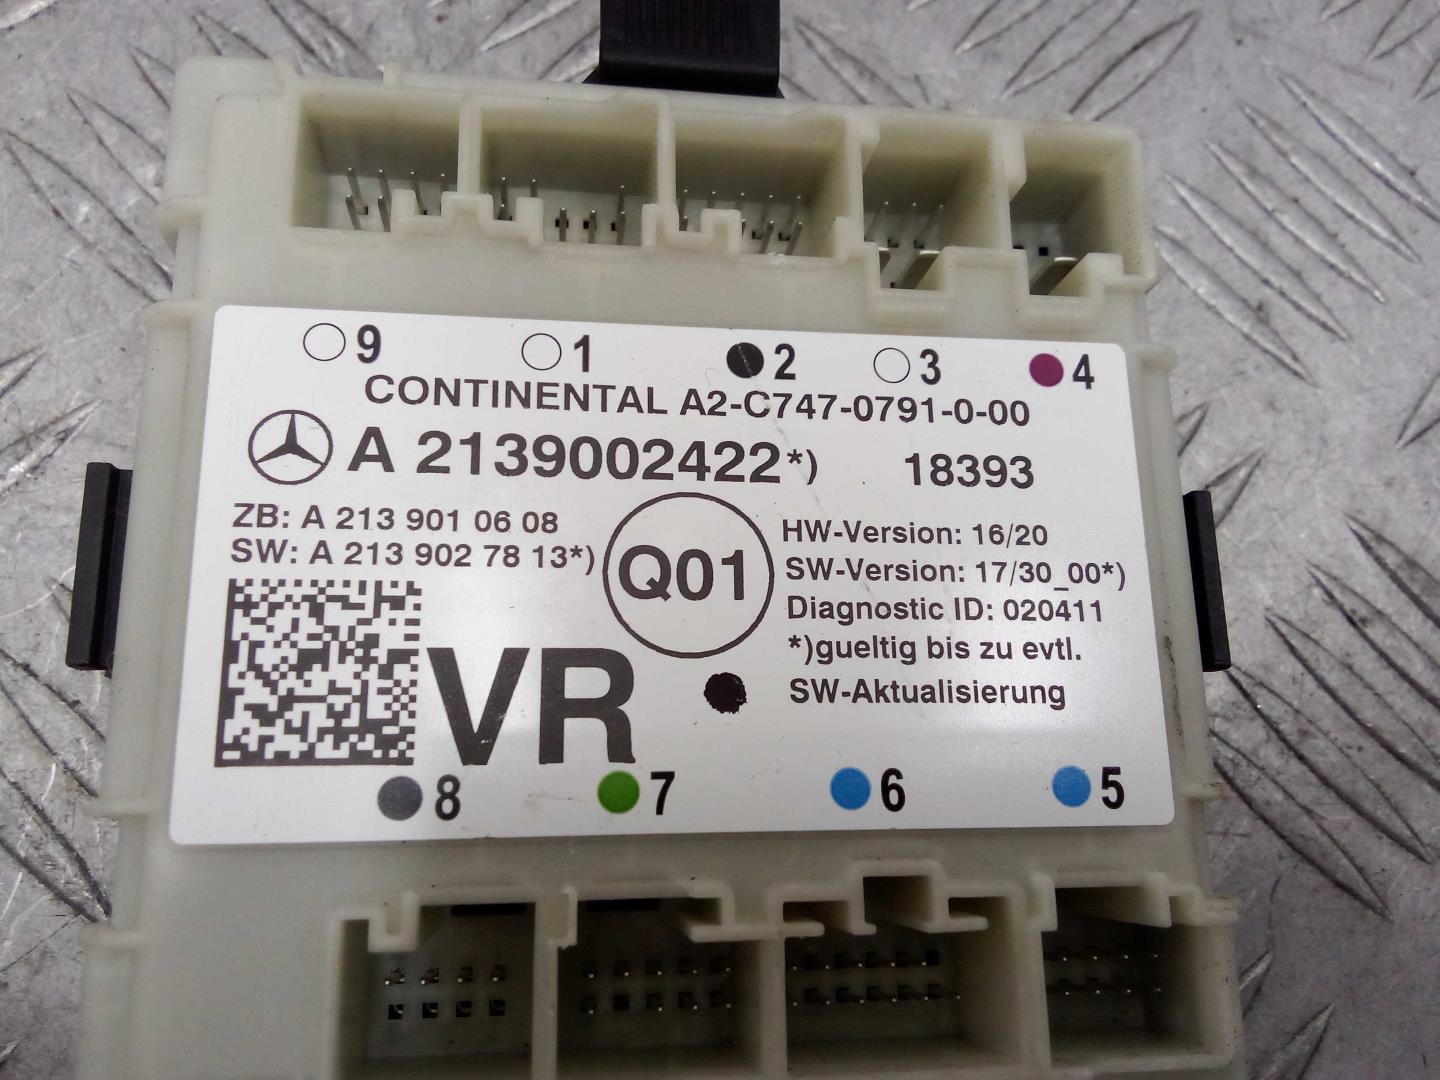 9 1 2 3 4
CONTINENTAL A2-C747-0791-0-00
A 2139002422*) 18393
ZB: A 213 901 06 08
SW: A 213 902 78 13*)
Q01
HW-Version: 16/20
SW-Version: 17/30_00*)
Diagnostic ID: 020411
*)gueltig bis zu evtl.
SW-Aktualisierung
VR
8 7 6 5